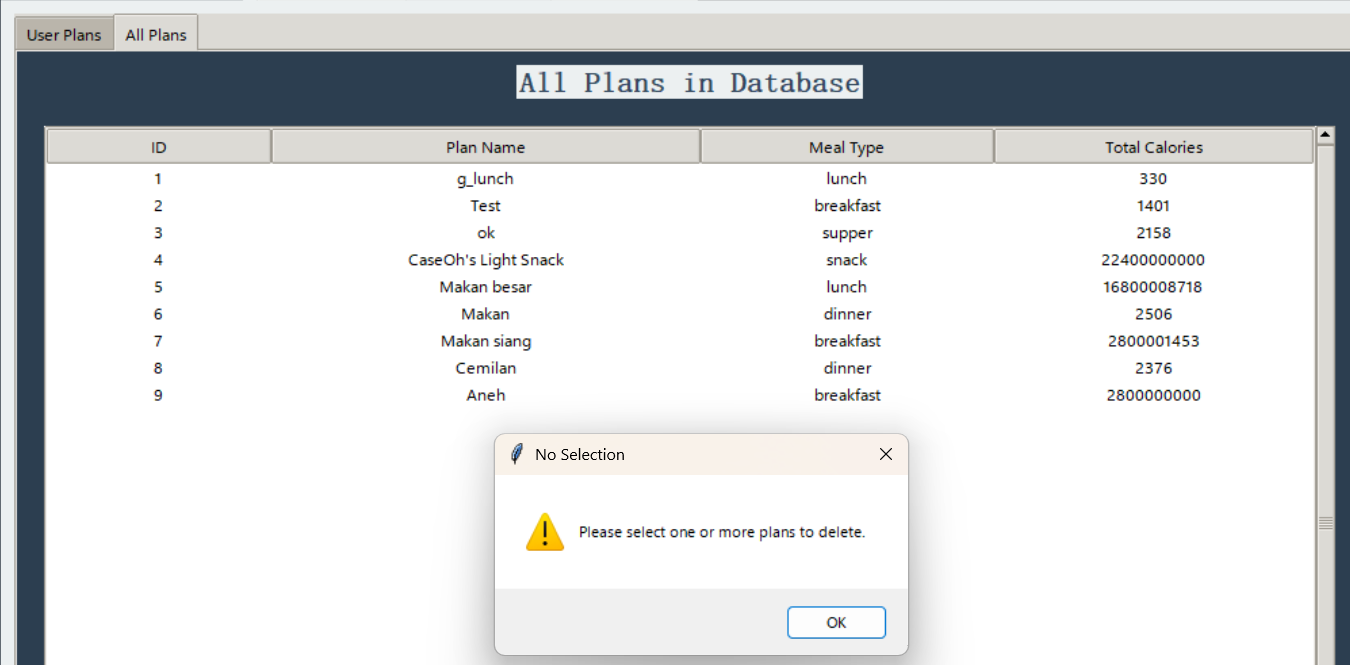 User Plans All Plans
All Plans in Database
ID Plan Name Meal Type Total Calories
1 g_lunch lunch 330
2 Test breakfast 1401
3 ok supper 2158
4 CaseOh's Light Snack snack 22400000000
5 Makan besar lunch 16800008718
6 Makan dinner 2506
7 Makan siang breakfast 2800001453
8 Cemilan dinner 2376
9 Aneh breakfast 2800000000
No Selection
Please select one or more plans to delete.
OK